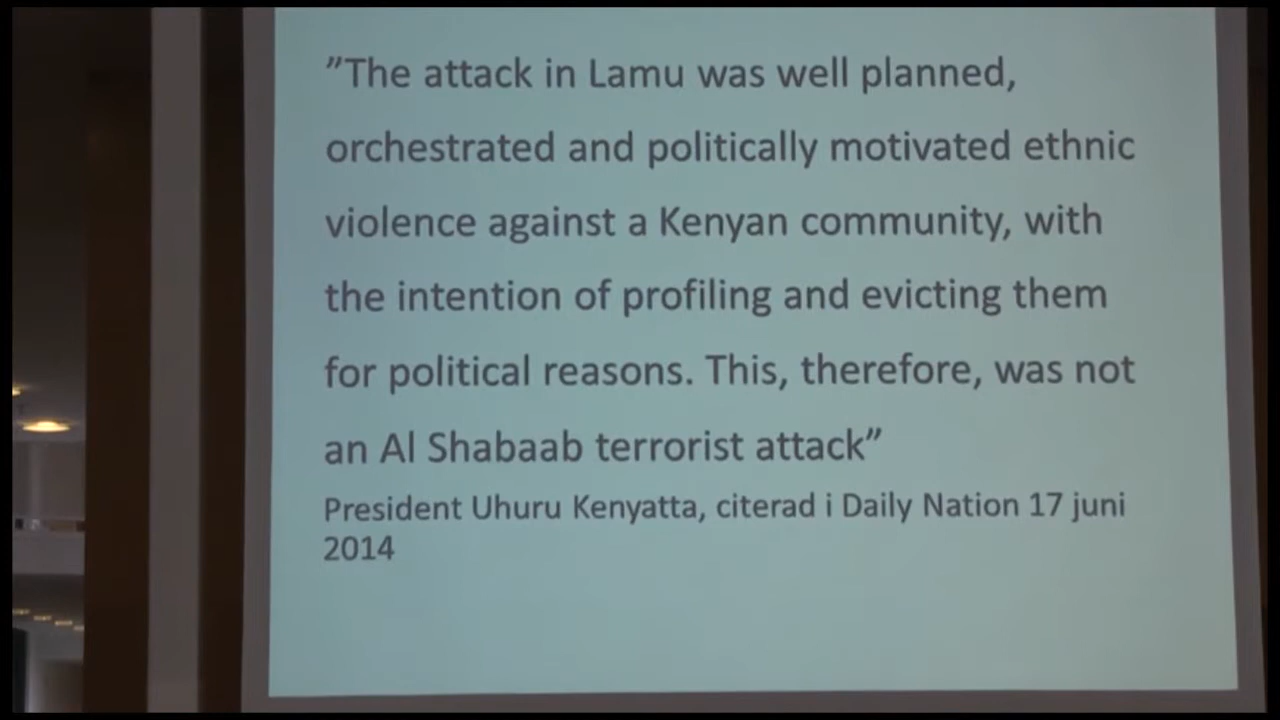 ”The attack in Lamu was well planned,
orchestrated and politically motivated ethnic
violence against a Kenyan community, with
the intention of profiling and evicting them
for political reasons. This, therefore, was not
an Al Shabaab terrorist attack”
President Uhuru Kenyatta, citerad i Daily Nation 17 juni
2014